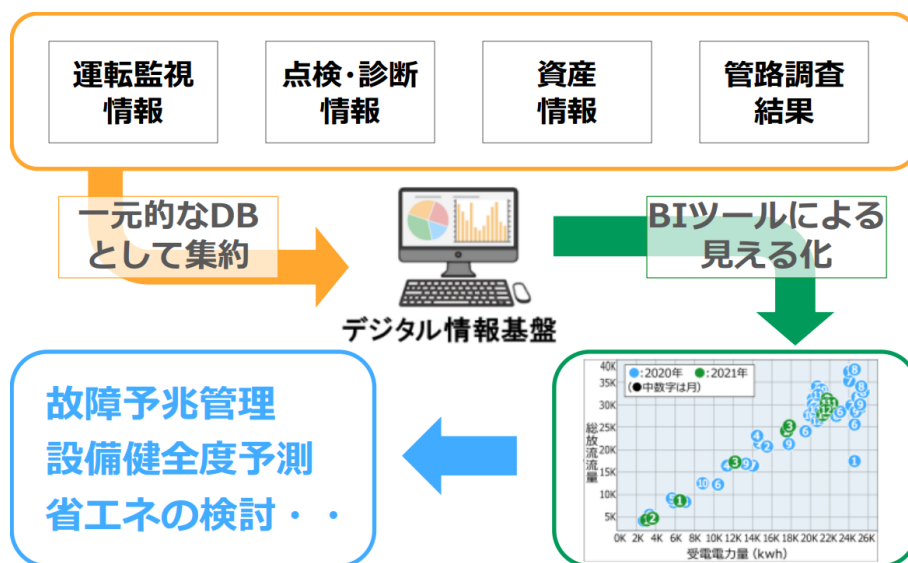 運転監視
情報
点検・診断
情報
資産
情報
管路調査
結果
一元的なDB
として集約
BIツールによる
見える化
デジタル情報基盤
故障予兆管理
設備健全度予測
省エネの検討・・
●:2020年 ●:2021年
(●中数字は月)
総放流流量
40K
35K
30K
25K
20K
15K
10K
5K
0K 2K 4K 6K 8K 10K 12K 14K 16K 18K 20K 22K 24K 26K
受電電力量(kwh)